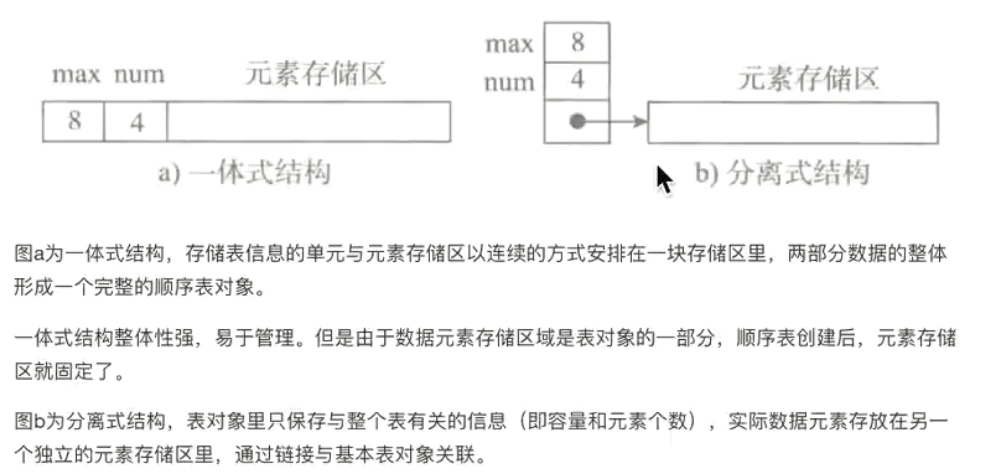 max num 元素存储区
8 4
a) 一体式结构
max 8
num 4
元素存储区
b) 分离式结构
图a为一体式结构，存储表信息的单元与元素存储区以连续的方式安排在一块存储区里，两部分数据的整体
形成一个完整的顺序表对象。
一体式结构整体性强，易于管理。但是由于数据元素存储区域是表对象的一部分，顺序表创建后，元素存储
区就固定了。
图b为分离式结构，表对象里只保存与整个表有关的信息（即容量和元素个数），实际数据元素存放在另一
个独立的元素存储区里，通过链接与基本表对象关联。